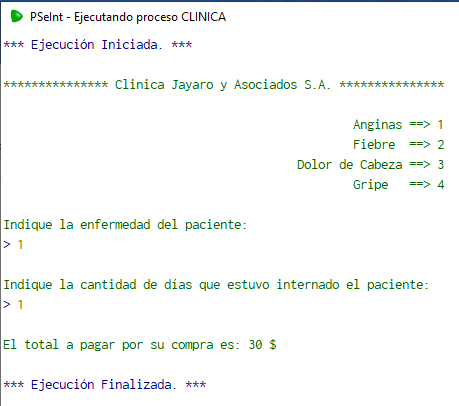 PSeInt - Ejecutando proceso CLINICA
*** Ejecución Iniciada. ***
*************** Clinica Jayaro y Asociados S.A. ***************
Anginas ==> 1
Fiebre  ==> 2
Dolor de Cabeza ==> 3
Gripe   ==> 4
Indique la enfermedad del paciente:
> 1
Indique la cantidad de días que estuvo internado el paciente:
> 1
El total a pagar por su compra es: 30 $
*** Ejecución Finalizada. ***